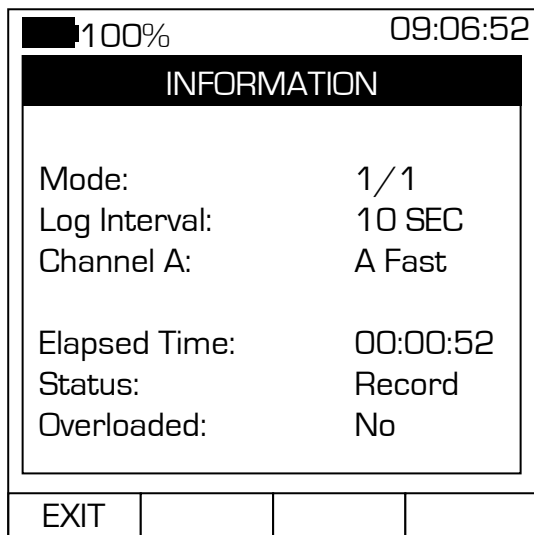 100% 09:06:52
INFORMATION
Mode: 1/1
Log Interval: 10 SEC
Channel A: A Fast
Elapsed Time: 00:00:52
Status: Record
Overloaded: No
EXIT